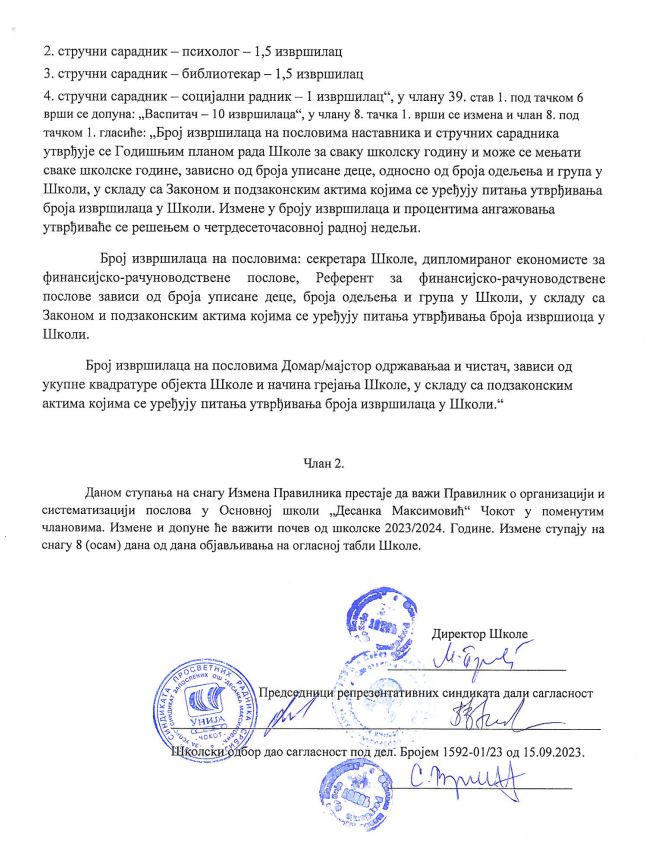 2. стручни сарадник – психолог – 1,5 извршилац
3. стручни сарадник – библиотекар – 1,5 извршилац
4. стручни сарадник – социјални радник – 1 извршилац“, у члану 39. став 1. под тачком 6
врши се допуна: „Васпитач – 10 извршилаца“, у члану 8. тачка 1. врши се измена и члан 8. под
тачком 1. гласиће: „Број извршилаца на пословима наставника и стручних сарадника
утврђује се Годишњим планом рада Школе за сваку школску годину и може се мењати
сваке школске године, зависно од броја уписане деце, односно од броја одељења и група у
Школи, у складу са Законом и подзаконским актима којима се уређују питања утврђивања
броја извршилаца у Школи. Измене у броју извршилаца и процентима ангажовања
утврђиваће се решењем о четрдесеточасовној радној недељи.
Број извршилаца на пословима: секретара Школе, дипломираног економисте за
финансијско-рачуноводствене послове, Референт за финансијско-рачуноводствене
послове зависи од броја уписане деце, броја одељења и група у Школи, у складу са
Законом и подзаконским актима којима се уређују питања утврђивања броја извршиоца у
Школи.
Број извршилаца на пословима Домар/мајстор одржавањаа и чистач, зависи од
укупне квадратуре објекта Школе и начина грејања Школе, у складу са подзаконским
актима којима се уређују питања утврђивања броја извршилаца у Школи.“
Члан 2.
Даном ступања на снагу Измена Правилника престаје да важи Правилник о организацији и
систематизацији послова у Основној школи „Десанка Максимовић“ Чокот у поменутим
члановима. Измене и допуне ће важити почев од школске 2023/2024. Године. Измене ступају на
снагу 8 (осам) дана од дана објављивања на огласној табли Школе.
Директор Школе
Председници репрезентативних синдиката дали сагласност
УНИЈА
ЧОКОТ
Школски одбор дао сагласност под дел. Бројем 1592-01/23 од 15.09.2023.